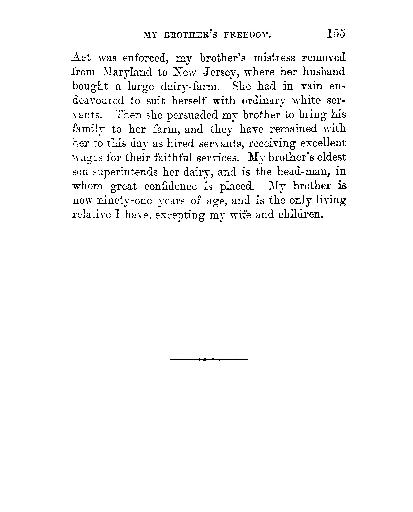 MY BROTHER'S FREEDOM. 155
Act was enforced, my brother's mistress removed
from Maryland to New Jersey, where her husband
bought a large dairy-farm. She had in vain en-
deavoured to suit herself with ordinary white ser-
vants. Then she persuaded my brother to bring his
family to her farm, and they have remained with
her to this day as hired servants, receiving excellent
wages for their faithful services. My brother's eldest
son superintends her dairy, and is the head-man, in
whom great confidence is placed. My brother is
now ninety-one years of age, and is the only living
relative I have, excepting my wife and children.